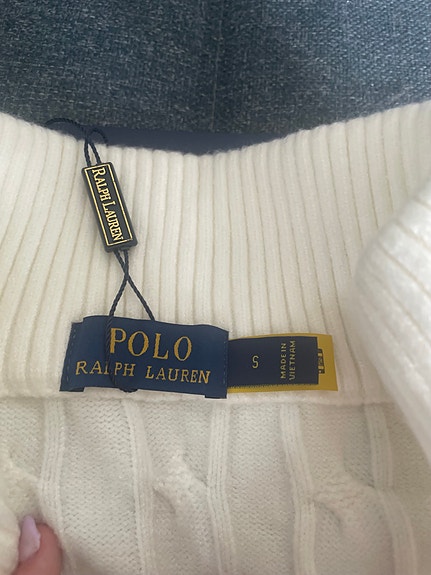 RALPH LAUREN
POLO
RALPH LAUREN
S
MADE IN
VIETNAM